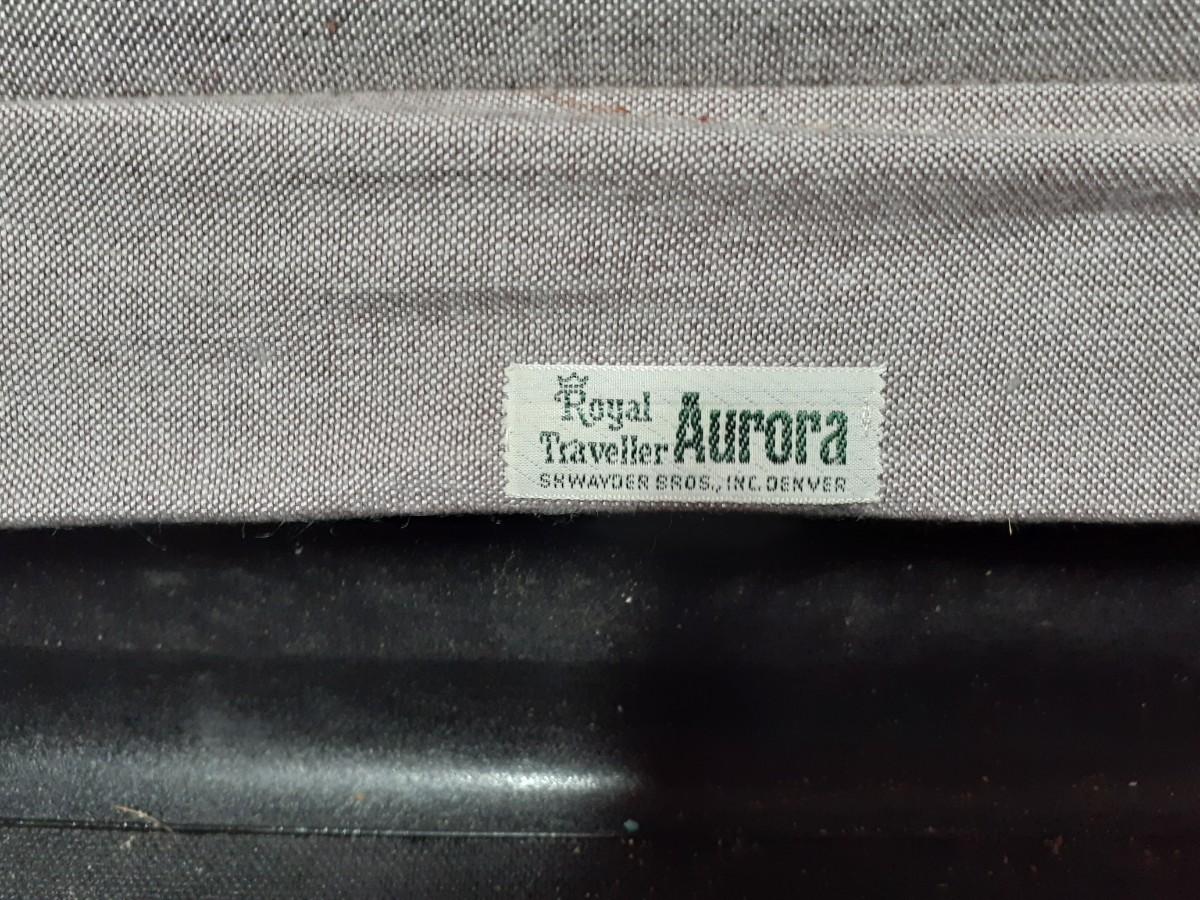 Royal
Traveller Aurora
SHWAYDER BROS., INC. DENVER